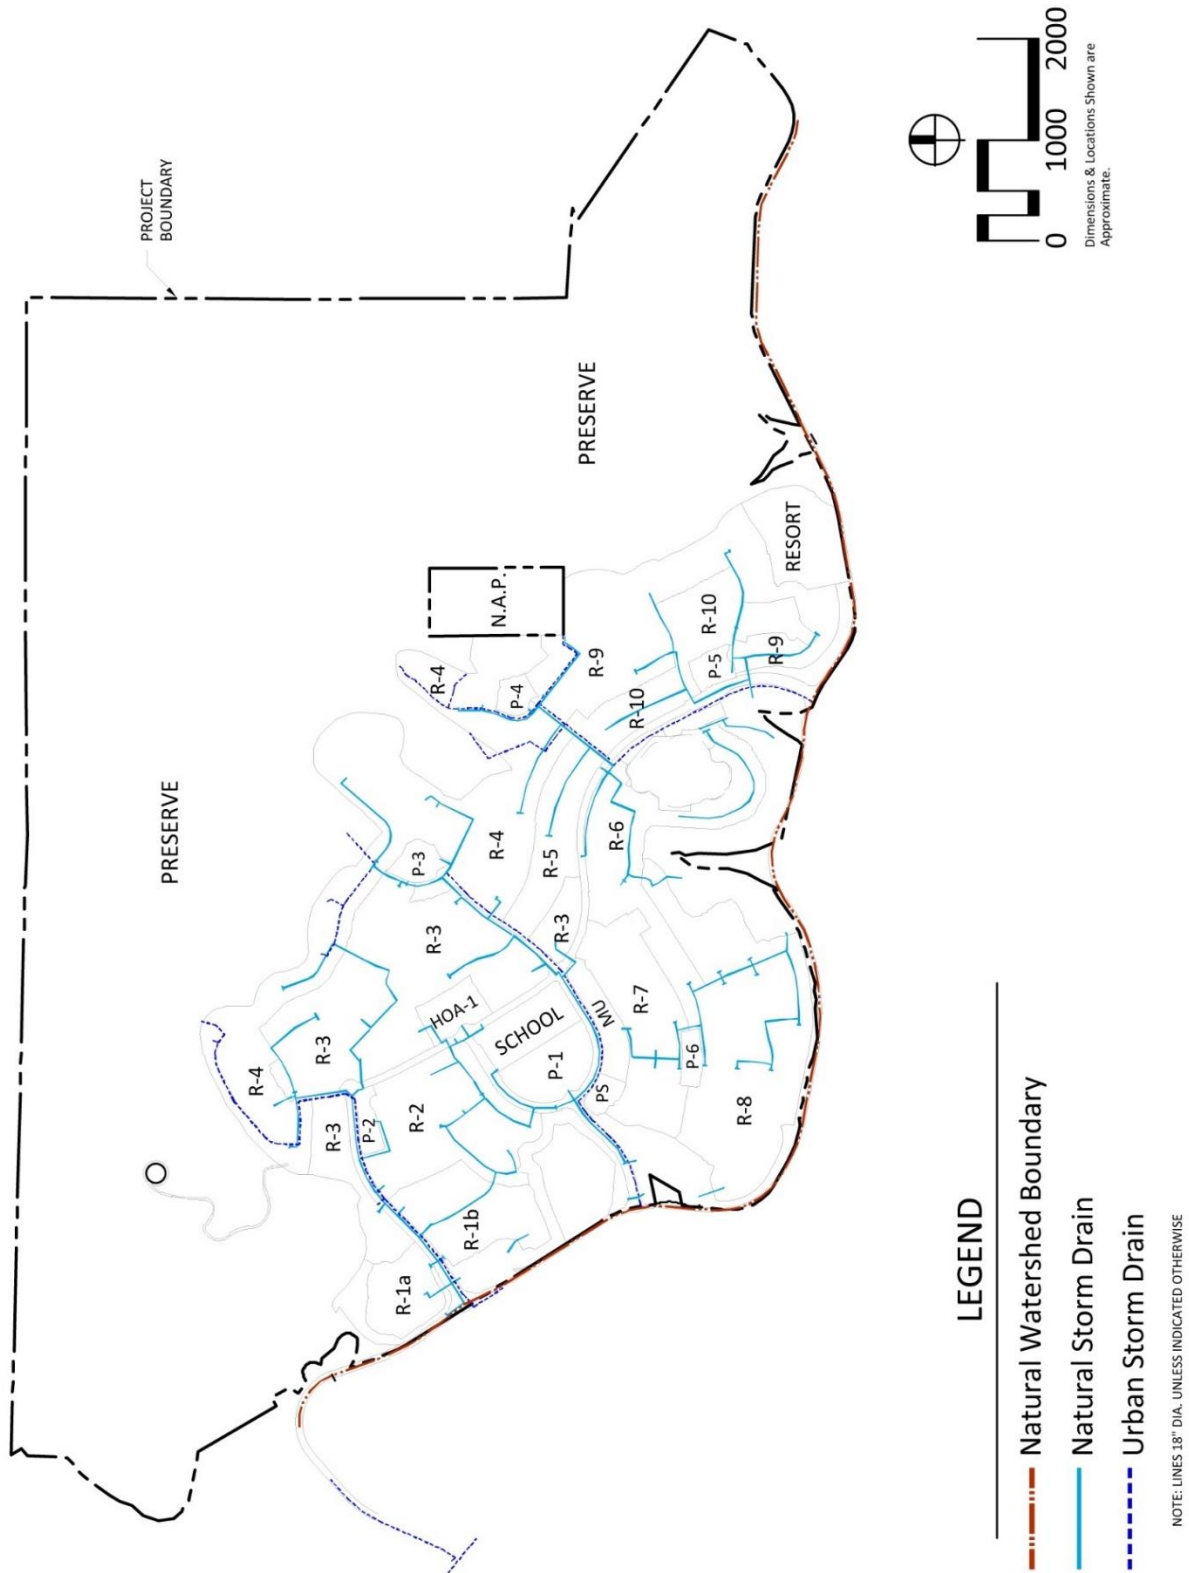 PROJECT
BOUNDARY
PRESERVE
PRESERVE
N.A.P.
R-4
P-4
R-9
R-10
R-10
P-5
R-9
RESORT
P-3
R-4
R-5
R-6
R-3
R-3
HOA-1
SCHOOL
MU
R-7
P-1
PS
P-6
R-8
R-4
R-3
R-3
P-2
R-2
R-1b
R-1a
0
1000
2000
Dimensions & Locations Shown are
Approximate.
LEGEND
Natural Watershed Boundary
Natural Storm Drain
Urban Storm Drain
NOTE: LINES 18" DIA. UNLESS INDICATED OTHERWISE